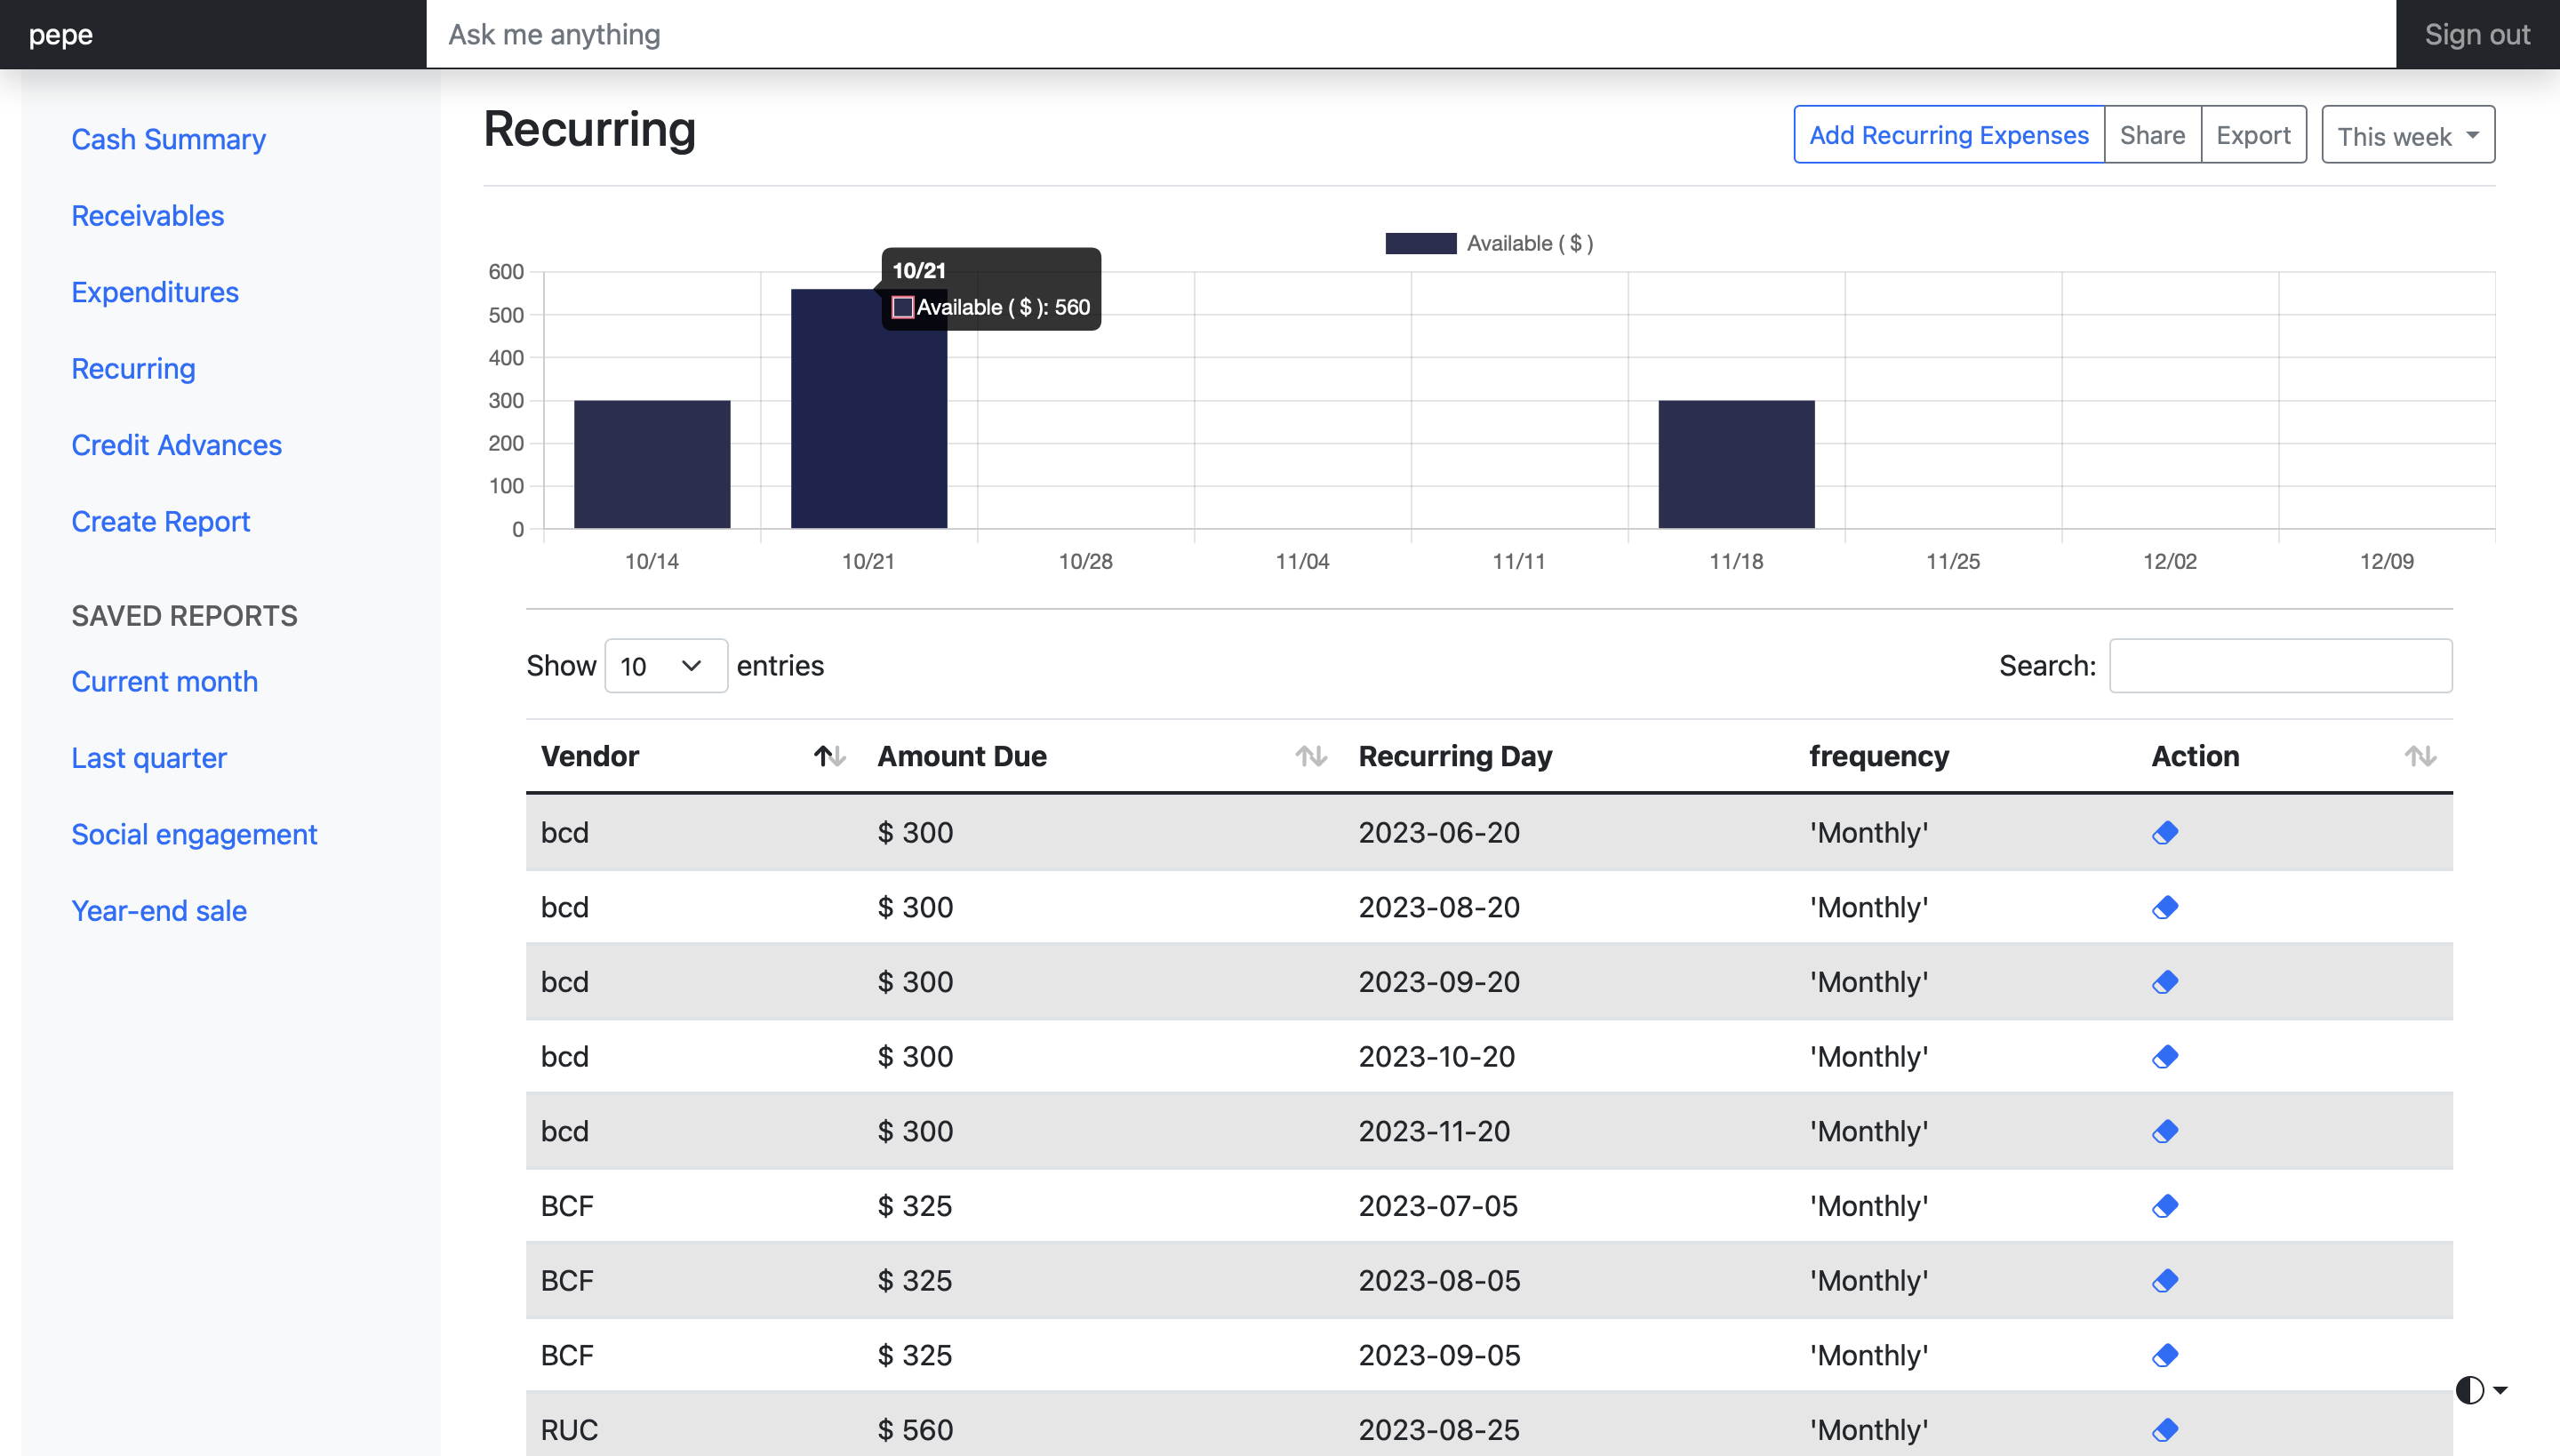 pepe
Ask me anything
Sign out
Cash Summary
Receivables
Expenditures
Recurring
Credit Advances
Create Report
SAVED REPORTS
Current month
Last quarter
Social engagement
Year-end sale
Recurring
Add Recurring Expenses Share Export This week
Available ( $ )
10/21
Available ( $ ): 560
600
500
400
300
200
100
0
10/14 10/21 10/28 11/04 11/11 11/18 11/25 12/02 12/09
Show 10 entries Search:
Vendor Amount Due Recurring Day frequency Action
bcd $ 300 2023-06-20 'Monthly'
bcd $ 300 2023-08-20 'Monthly'
bcd $ 300 2023-09-20 'Monthly'
bcd $ 300 2023-10-20 'Monthly'
bcd $ 300 2023-11-20 'Monthly'
BCF $ 325 2023-07-05 'Monthly'
BCF $ 325 2023-08-05 'Monthly'
BCF $ 325 2023-09-05 'Monthly'
RUC $ 560 2023-08-25 'Monthly'